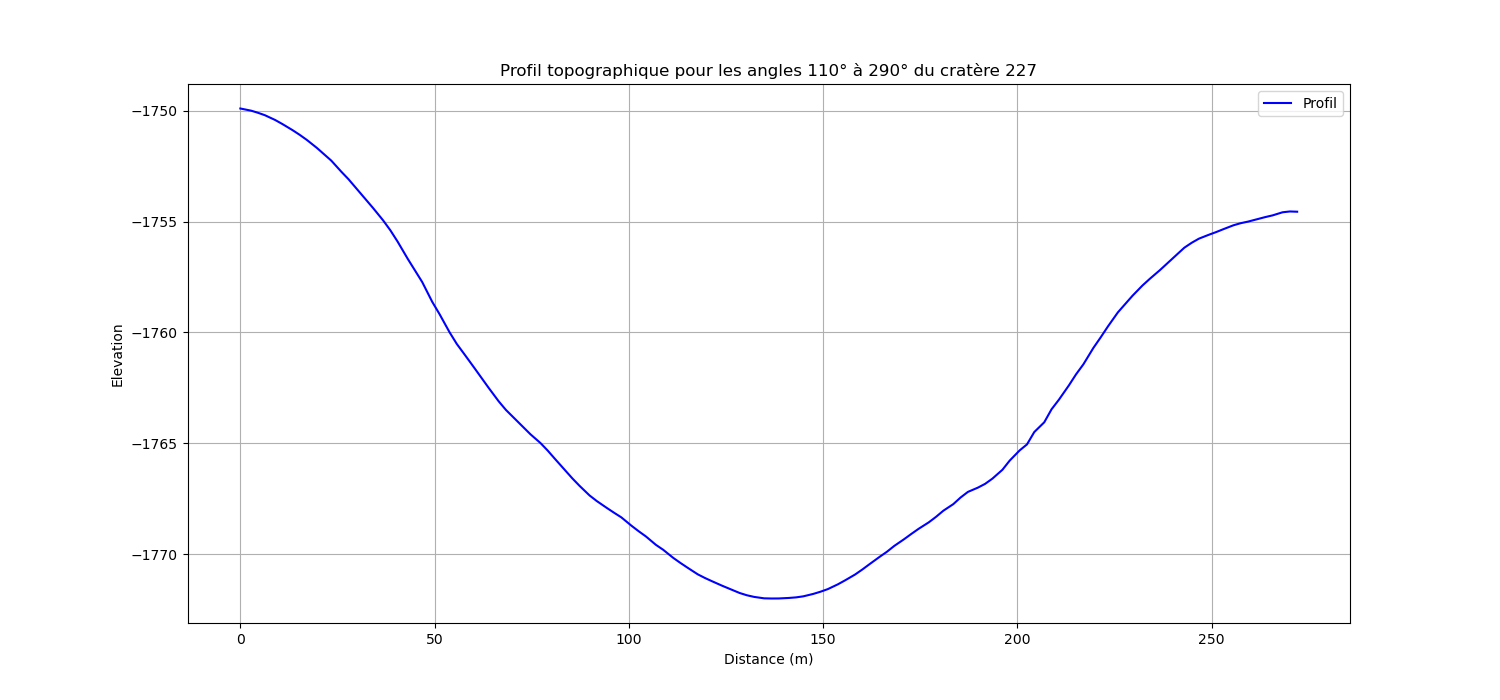 Profil topographique pour les angles 110° à 290° du cratère 227
Profil
−1750
−1755
−1760
−1765
−1770
Elevation
0 50 100 150 200 250
Distance (m)